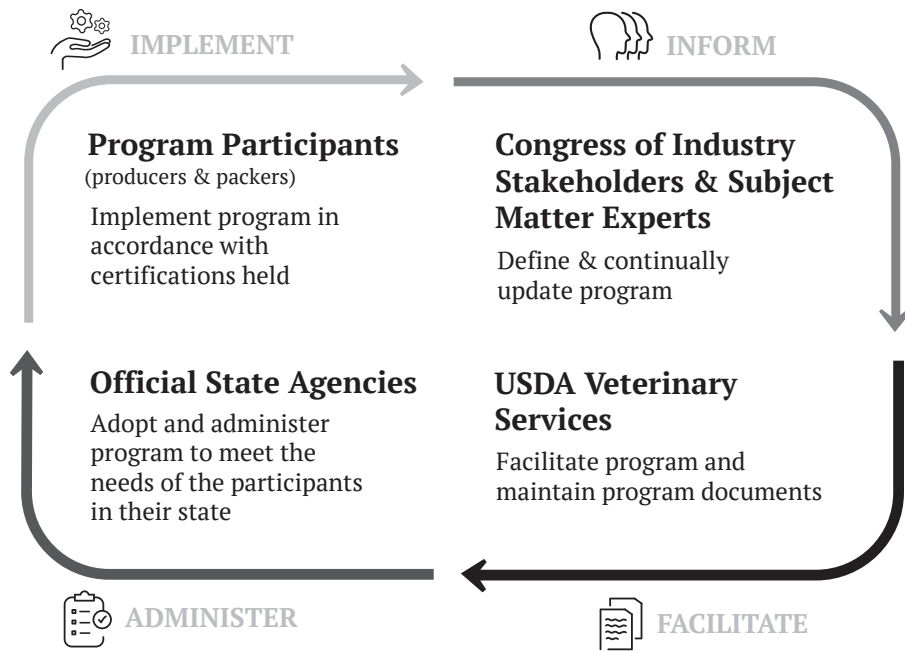 IMPLEMENT
Program Participants
(producers & packers)
Implement program in
accordance with
certifications held
INFORM
Congress of Industry
Stakeholders & Subject
Matter Experts
Define & continually
update program
Official State Agencies
Adopt and administer
program to meet the
needs of the participants
in their state
ADMINISTER
USDA Veterinary
Services
Facilitate program and
maintain program documents
FACILITATE